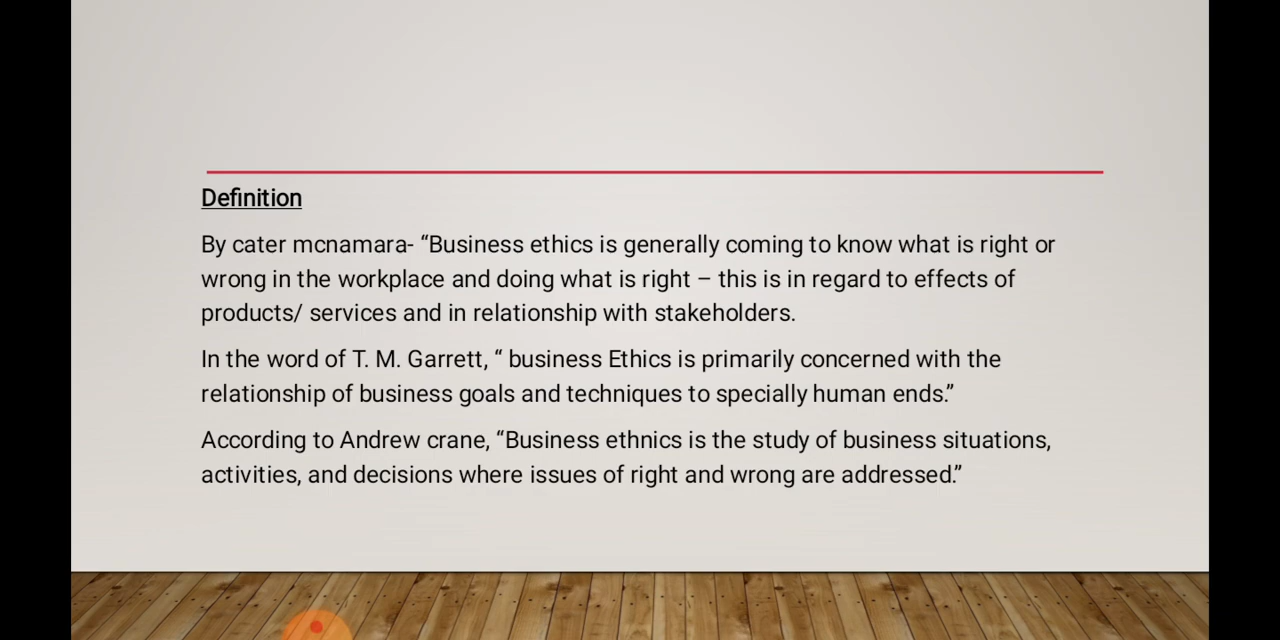 Definition
By cater mcnamara- “Business ethics is generally coming to know what is right or
wrong in the workplace and doing what is right – this is in regard to effects of
products/ services and in relationship with stakeholders.
In the word of T. M. Garrett, “ business Ethics is primarily concerned with the
relationship of business goals and techniques to specially human ends.”
According to Andrew crane, “Business ethnics is the study of business situations,
activities, and decisions where issues of right and wrong are addressed.”